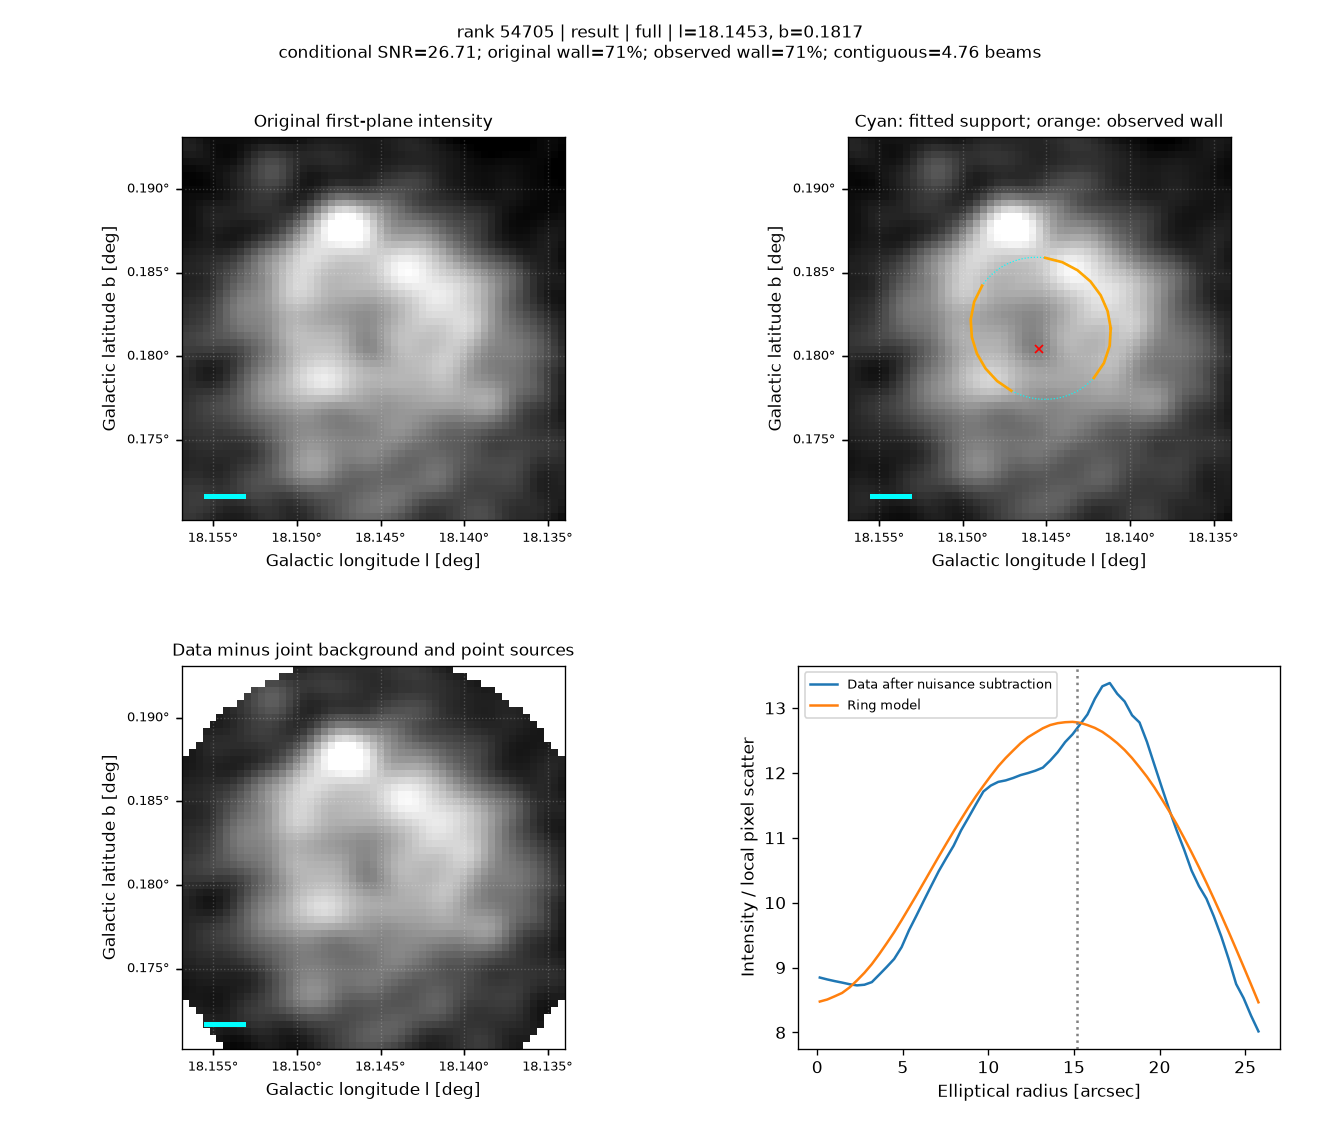 rank 54705 | result | full | l=18.1453, b=0.1817
conditional SNR=26.71; original wall=71%; observed wall=71%; contiguous=4.76 beams
Original first-plane intensity
Galactic latitude b [deg]
0.190°
0.185°
0.180°
0.175°
18.155°
18.150°
18.145°
18.140°
18.135°
Galactic longitude l [deg]
Cyan: fitted support; orange: observed wall
Galactic latitude b [deg]
0.190°
0.185°
0.180°
0.175°
18.155°
18.150°
18.145°
18.140°
18.135°
Galactic longitude l [deg]
Data minus joint background and point sources
Galactic latitude b [deg]
0.190°
0.185°
0.180°
0.175°
18.155°
18.150°
18.145°
18.140°
18.135°
Galactic longitude l [deg]
Data after nuisance subtraction
Ring model
Intensity / local pixel scatter
13
12
11
10
9
8
0
5
10
15
20
25
Elliptical radius [arcsec]